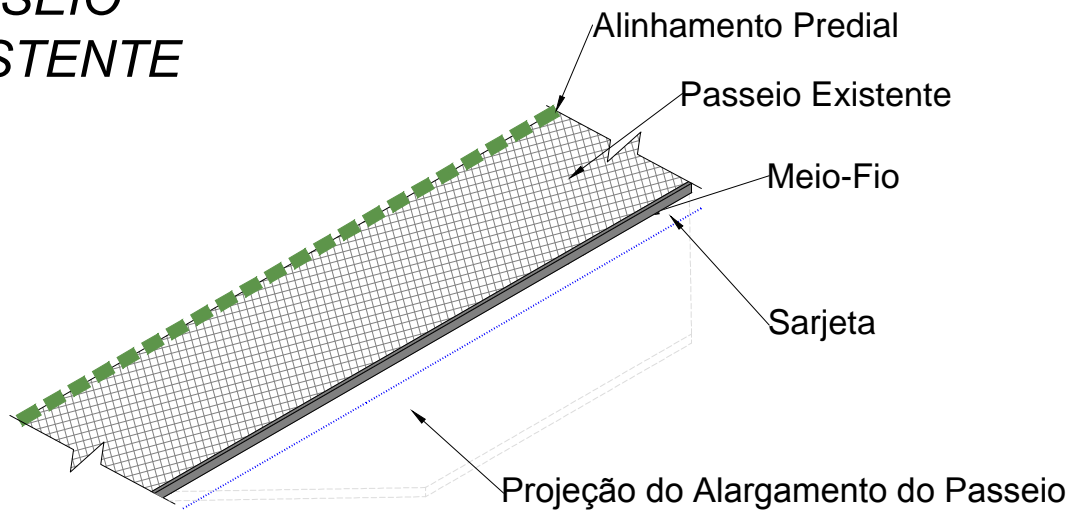 Alinhamento Predial
Passeio Existente
Meio-Fio
Sarjeta
Projeção do Alargamento do Passeio